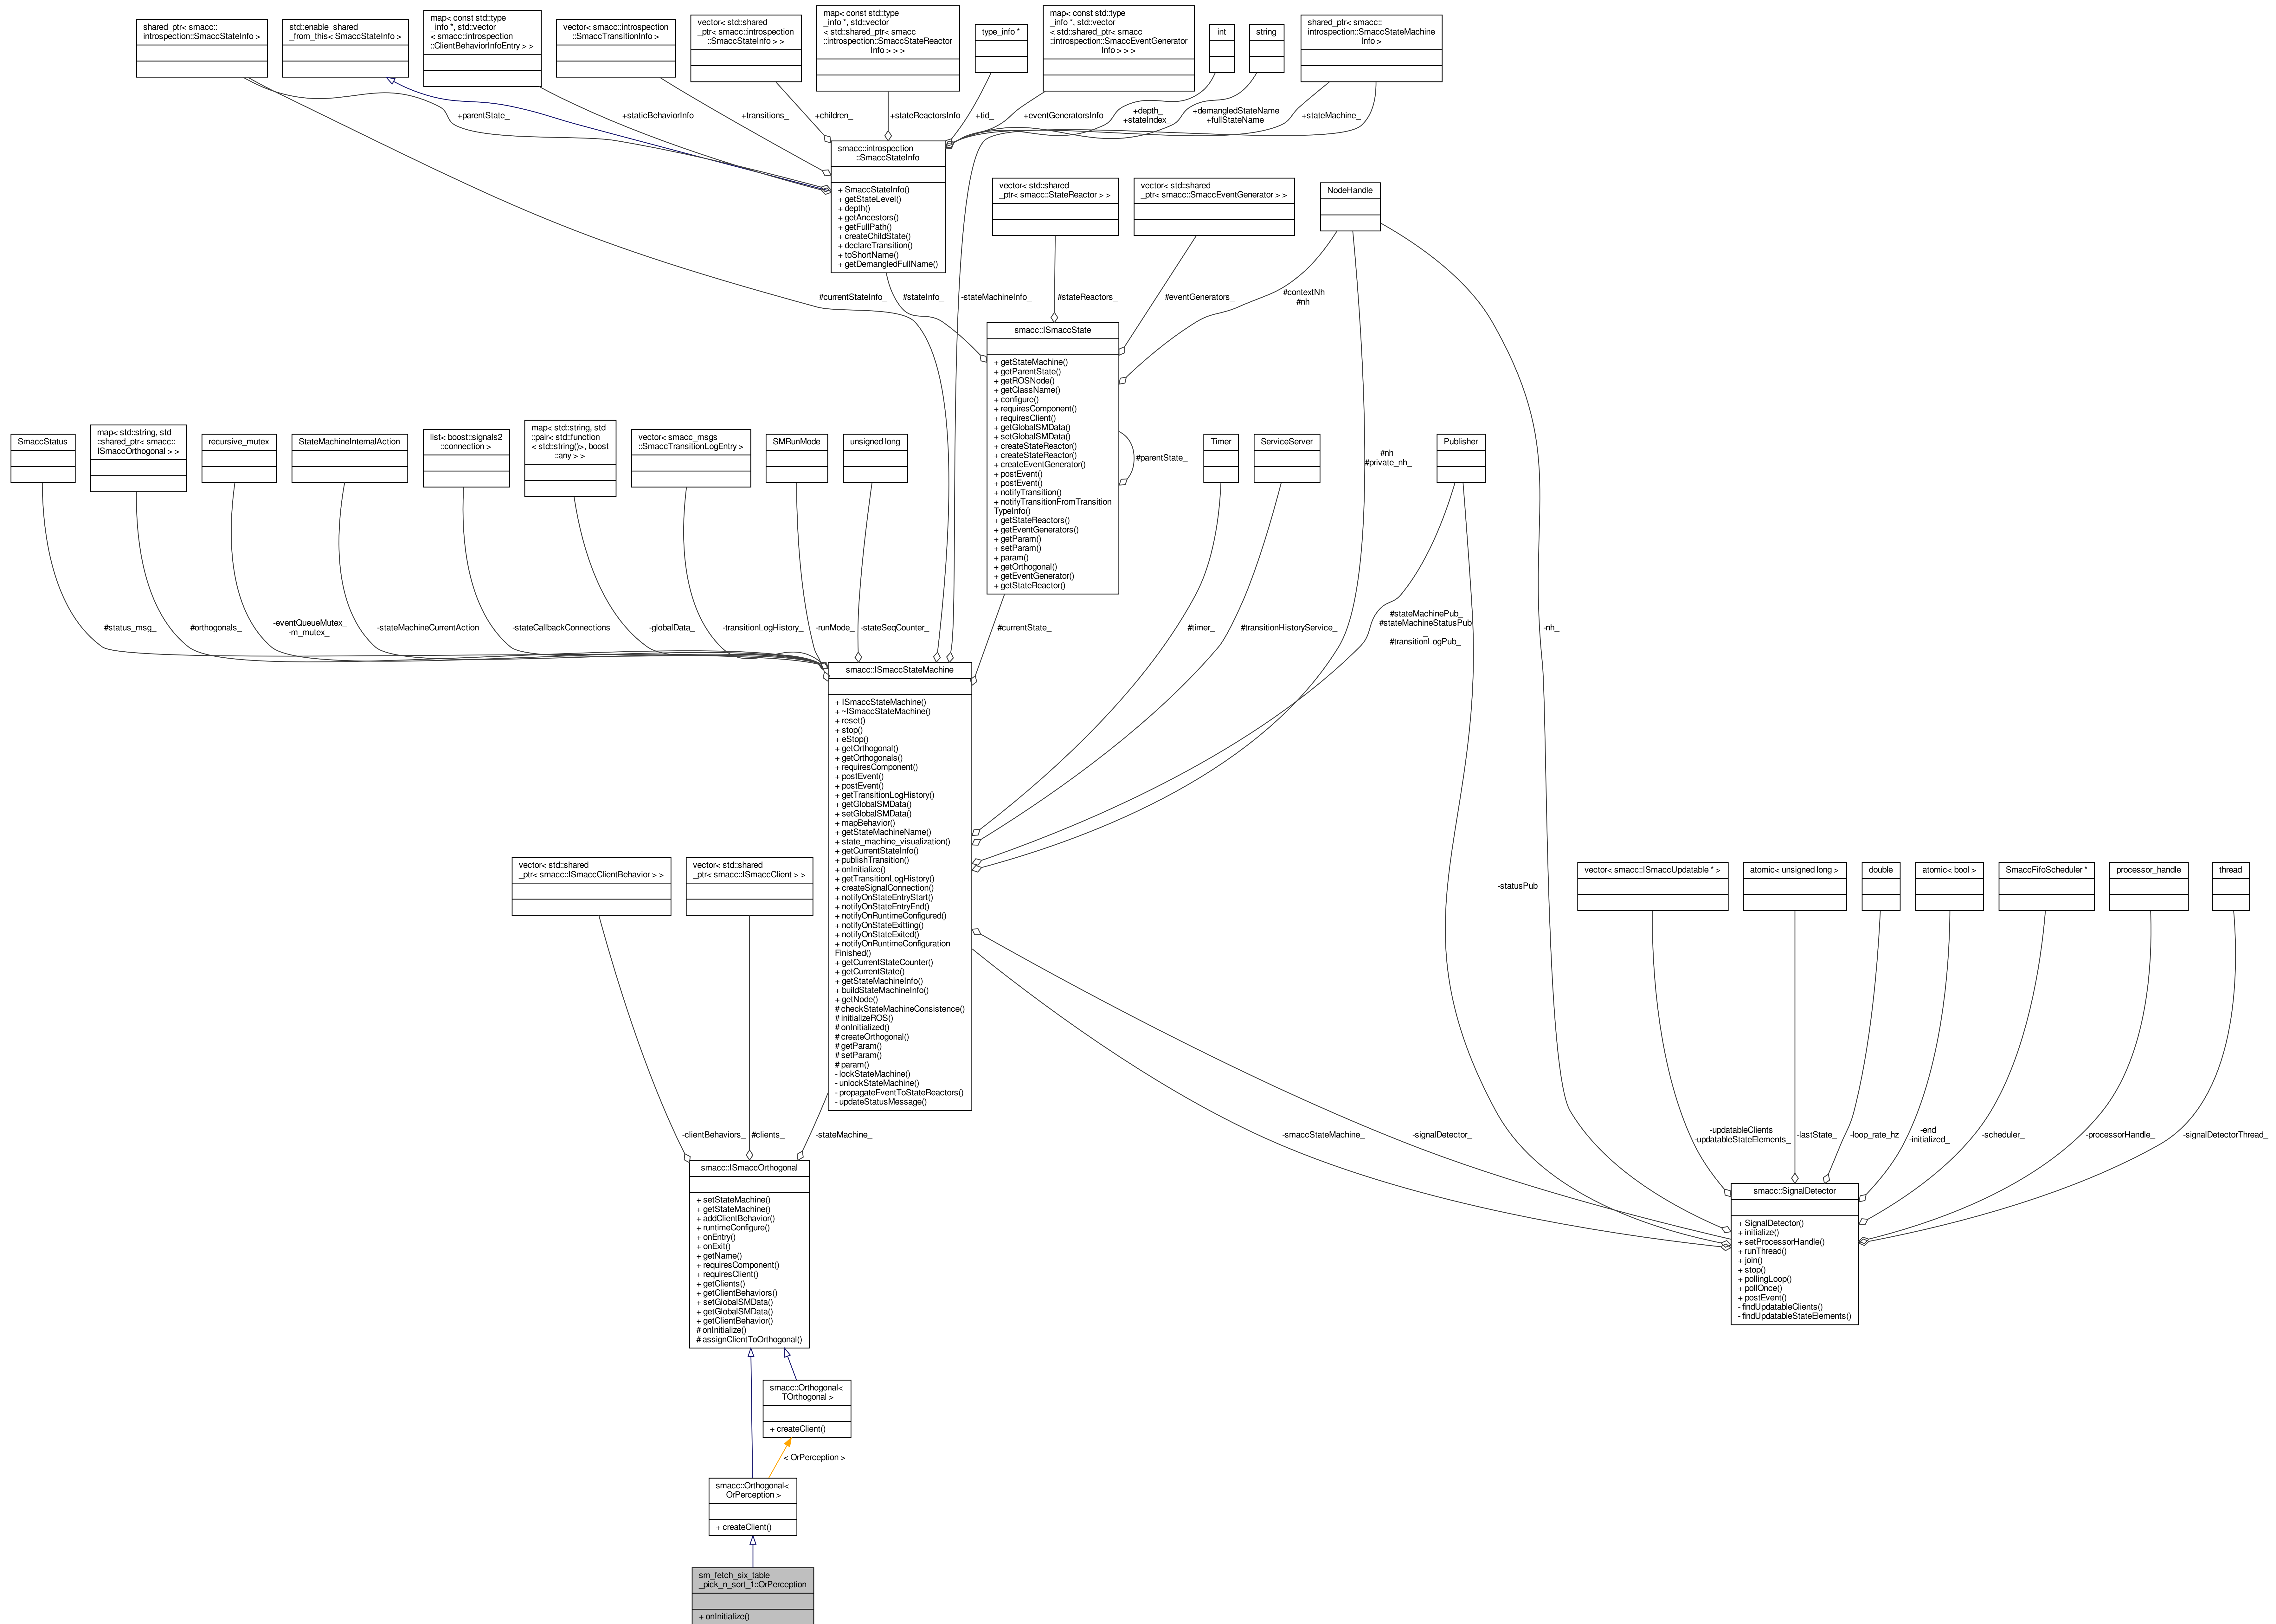 shared_ptr< smacc::
introspection::SmaccStateInfo >
std::enable_shared
_from_this< SmaccStateInfo >
map< const std::type
_info *, std::vector
< smacc::introspection
::ClientBehaviorInfoEntry > >
vector< smacc::introspection
::SmaccTransitionInfo >
vector< std::shared
_ptr< smacc::introspection
::SmaccStateInfo > >
map< const std::type
_info *, std::vector
< std::shared_ptr< smacc
::introspection::SmaccStateReactor
Info > > >
type_info *
map< const std::type
_info *, std::vector
< std::shared_ptr< smacc
::introspection::SmaccEventGenerator
Info > > >
int
string
shared_ptr< smacc::
introspection::SmaccStateMachine
Info >
+parentState_
+staticBehaviorInfo
+transitions_
+children_
+stateReactorsInfo
+tid_
+eventGeneratorsInfo
+depth_
+stateIndex_
+demangledStateName
+fullStateName
+stateMachine_
smacc::introspection
::SmaccStateInfo
+ SmaccStateInfo()
+ getStateLevel()
+ depth()
+ getAncestors()
+ getFullPath()
+ createChildState()
+ declareTransition()
+ toShortName()
+ getDemangledFullName()
vector< std::shared
_ptr< smacc::StateReactor > >
vector< std::shared
_ptr< smacc::SmaccEventGenerator > >
NodeHandle
#currentStateInfo_
#stateInfo_
-stateMachineInfo_
#stateReactors_
#eventGenerators_
#contextNh
#nh
smacc::ISmaccState
+ getStateMachine()
+ getParentState()
+ getROSNode()
+ getClassName()
+ configure()
+ requiresComponent()
+ requiresClient()
+ getGlobalSMData()
+ setGlobalSMData()
+ createStateReactor()
+ createStateReactor()
+ createEventGenerator()
+ postEvent()
+ postEvent()
+ notifyTransition()
+ notifyTransitionFromTransition
TypeInfo()
+ getStateReactors()
+ getEventGenerators()
+ getParam()
+ setParam()
+ param()
+ getOrthogonal()
+ getEventGenerator()
+ getStateReactor()
#parentState_
SmaccStatus
map< std::string, std
::shared_ptr< smacc::
ISmaccOrthogonal > >
recursive_mutex
StateMachineInternalAction
list< boost::signals2
::connection >
map< std::string, std
::pair< std::function
< std::string()>, boost
::any > >
vector< smacc_msgs
::SmaccTransitionLogEntry >
SMRunMode
unsigned long
Timer
ServiceServer
#nh_
#private_nh_
Publisher
#status_msg_
#orthogonals_
-eventQueueMutex_
-m_mutex_
-stateMachineCurrentAction
-stateCallbackConnections
-globalData_
-transitionLogHistory_
-runMode_
-stateSeqCounter_
#currentState_
#timer_
#transitionHistoryService_
#stateMachinePub_
#stateMachineStatusPub
_
#transitionLogPub_
-nh_
smacc::ISmaccStateMachine
+ ISmaccStateMachine()
+ ~ISmaccStateMachine()
+ reset()
+ stop()
+ eStop()
+ getOrthogonal()
+ getOrthogonals()
+ requiresComponent()
+ postEvent()
+ postEvent()
+ getTransitionLogHistory()
+ getGlobalSMData()
+ setGlobalSMData()
+ mapBehavior()
+ getStateMachineName()
+ state_machine_visualization()
+ getCurrentStateInfo()
+ publishTransition()
+ onInitialize()
+ getTransitionLogHistory()
+ createSignalConnection()
+ notifyOnStateEntryStart()
+ notifyOnStateEntryEnd()
+ notifyOnRuntimeConfigured()
+ notifyOnStateExitting()
+ notifyOnStateExited()
+ notifyOnRuntimeConfiguration
Finished()
+ getCurrentStateCounter()
+ getCurrentState()
+ getStateMachineInfo()
+ buildStateMachineInfo()
+ getNode()
# checkStateMachineConsistence()
# initializeROS()
# onInitialized()
# createOrthogonal()
# getParam()
# setParam()
# param()
- lockStateMachine()
- unlockStateMachine()
- propagateEventToStateReactors()
- updateStatusMessage()
vector< std::shared
_ptr< smacc::ISmaccClientBehavior > >
vector< std::shared
_ptr< smacc::ISmaccClient > >
-statusPub_
vector< smacc::ISmaccUpdatable * >
atomic< unsigned long >
double
atomic< bool >
SmaccFifoScheduler *
processor_handle
thread
-clientBehaviors_
#clients_
-stateMachine_
-smaccStateMachine_
-signalDetector_
-updatableClients_
-updatableStateElements_
-lastState_
-loop_rate_hz
-end_
-initialized_
-scheduler_
-processorHandle_
-signalDetectorThread_
smacc::ISmaccOrthogonal
+ setStateMachine()
+ getStateMachine()
+ addClientBehavior()
+ runtimeConfigure()
+ onEntry()
+ onExit()
+ getName()
+ requiresComponent()
+ requiresClient()
+ getClients()
+ getClientBehaviors()
+ setGlobalSMData()
+ getGlobalSMData()
+ getClientBehavior()
# onInitialize()
# assignClientToOrthogonal()
smacc::SignalDetector
+ SignalDetector()
+ initialize()
+ setProcessorHandle()
+ runThread()
+ join()
+ stop()
+ pollingLoop()
+ pollOnce()
+ postEvent()
- findUpdatableClients()
- findUpdatableStateElements()
smacc::Orthogonal<
TOrthogonal >
+ createClient()
< OrPerception >
smacc::Orthogonal<
OrPerception >
+ createClient()
sm_fetch_six_table
_pick_n_sort_1::OrPerception
+ onInitialize()